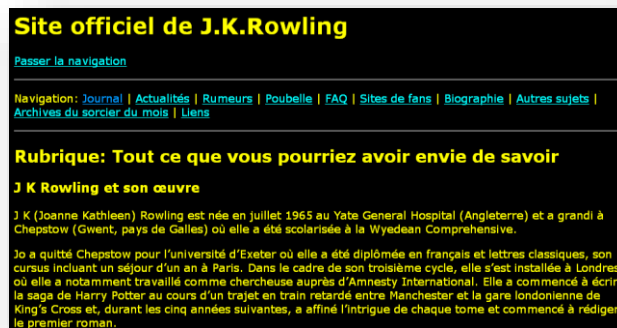 Site officiel de J.K.Rowling
Passer la navigation
Navigation: Journal | Actualités | Rumeurs | Poubelle | FAQ | Sites de fans | Biographie | Autres sujets |
Archives du sorcier du mois | Liens
Rubrique: Tout ce que vous pourriez avoir envie de savoir
J K Rowling et son œuvre
J K (Joanne Kathleen) Rowling est née en juillet 1965 au Yate General Hospital (Angleterre) et a grandi à
Chepstow (Gwent, pays de Galles) où elle a été scolarisée à la Wyedean Comprehensive.
Jo a quitté Chepstow pour l'université d'Exeter où elle a été diplômée en français et lettres classiques, son
cursus incluant un séjour d'un an à Paris. Dans le cadre de son troisième cycle, elle s'est installée à Londres
où elle a notamment travaillé comme chercheuse auprès d'Amnesty International. Elle a commencé à écrir
la saga de Harry Potter au cours d'un trajet en train retardé entre Manchester et la gare londonienne de
King's Cross et, durant les cinq années suivantes, a affiné l'intrigue de chaque tome et commencé à rédiger
le premier roman.